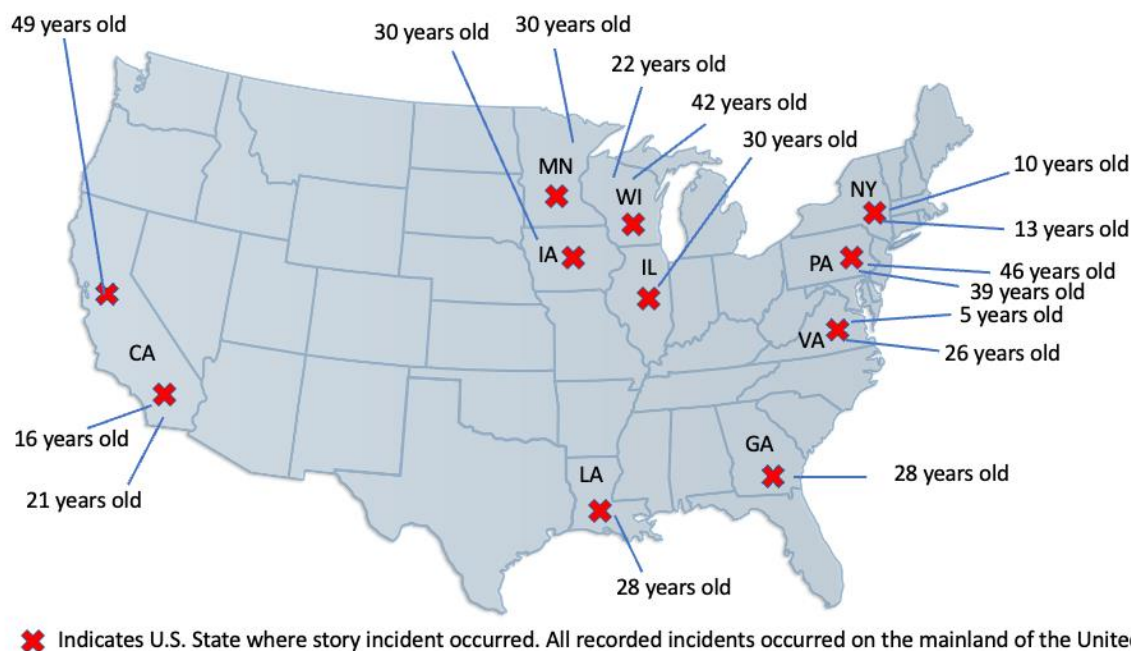 49 years old
30 years old
30 years old
22 years old
42 years old
30 years old
MN
WI
NY
10 years old
13 years old
IA
IL
PA
46 years old
39 years old
5 years old
VA
26 years old
CA
16 years old
21 years old
GA
28 years old
LA
28 years old
Indicates U.S. State where story incident occurred. All recorded incidents occurred on the mainland of the United